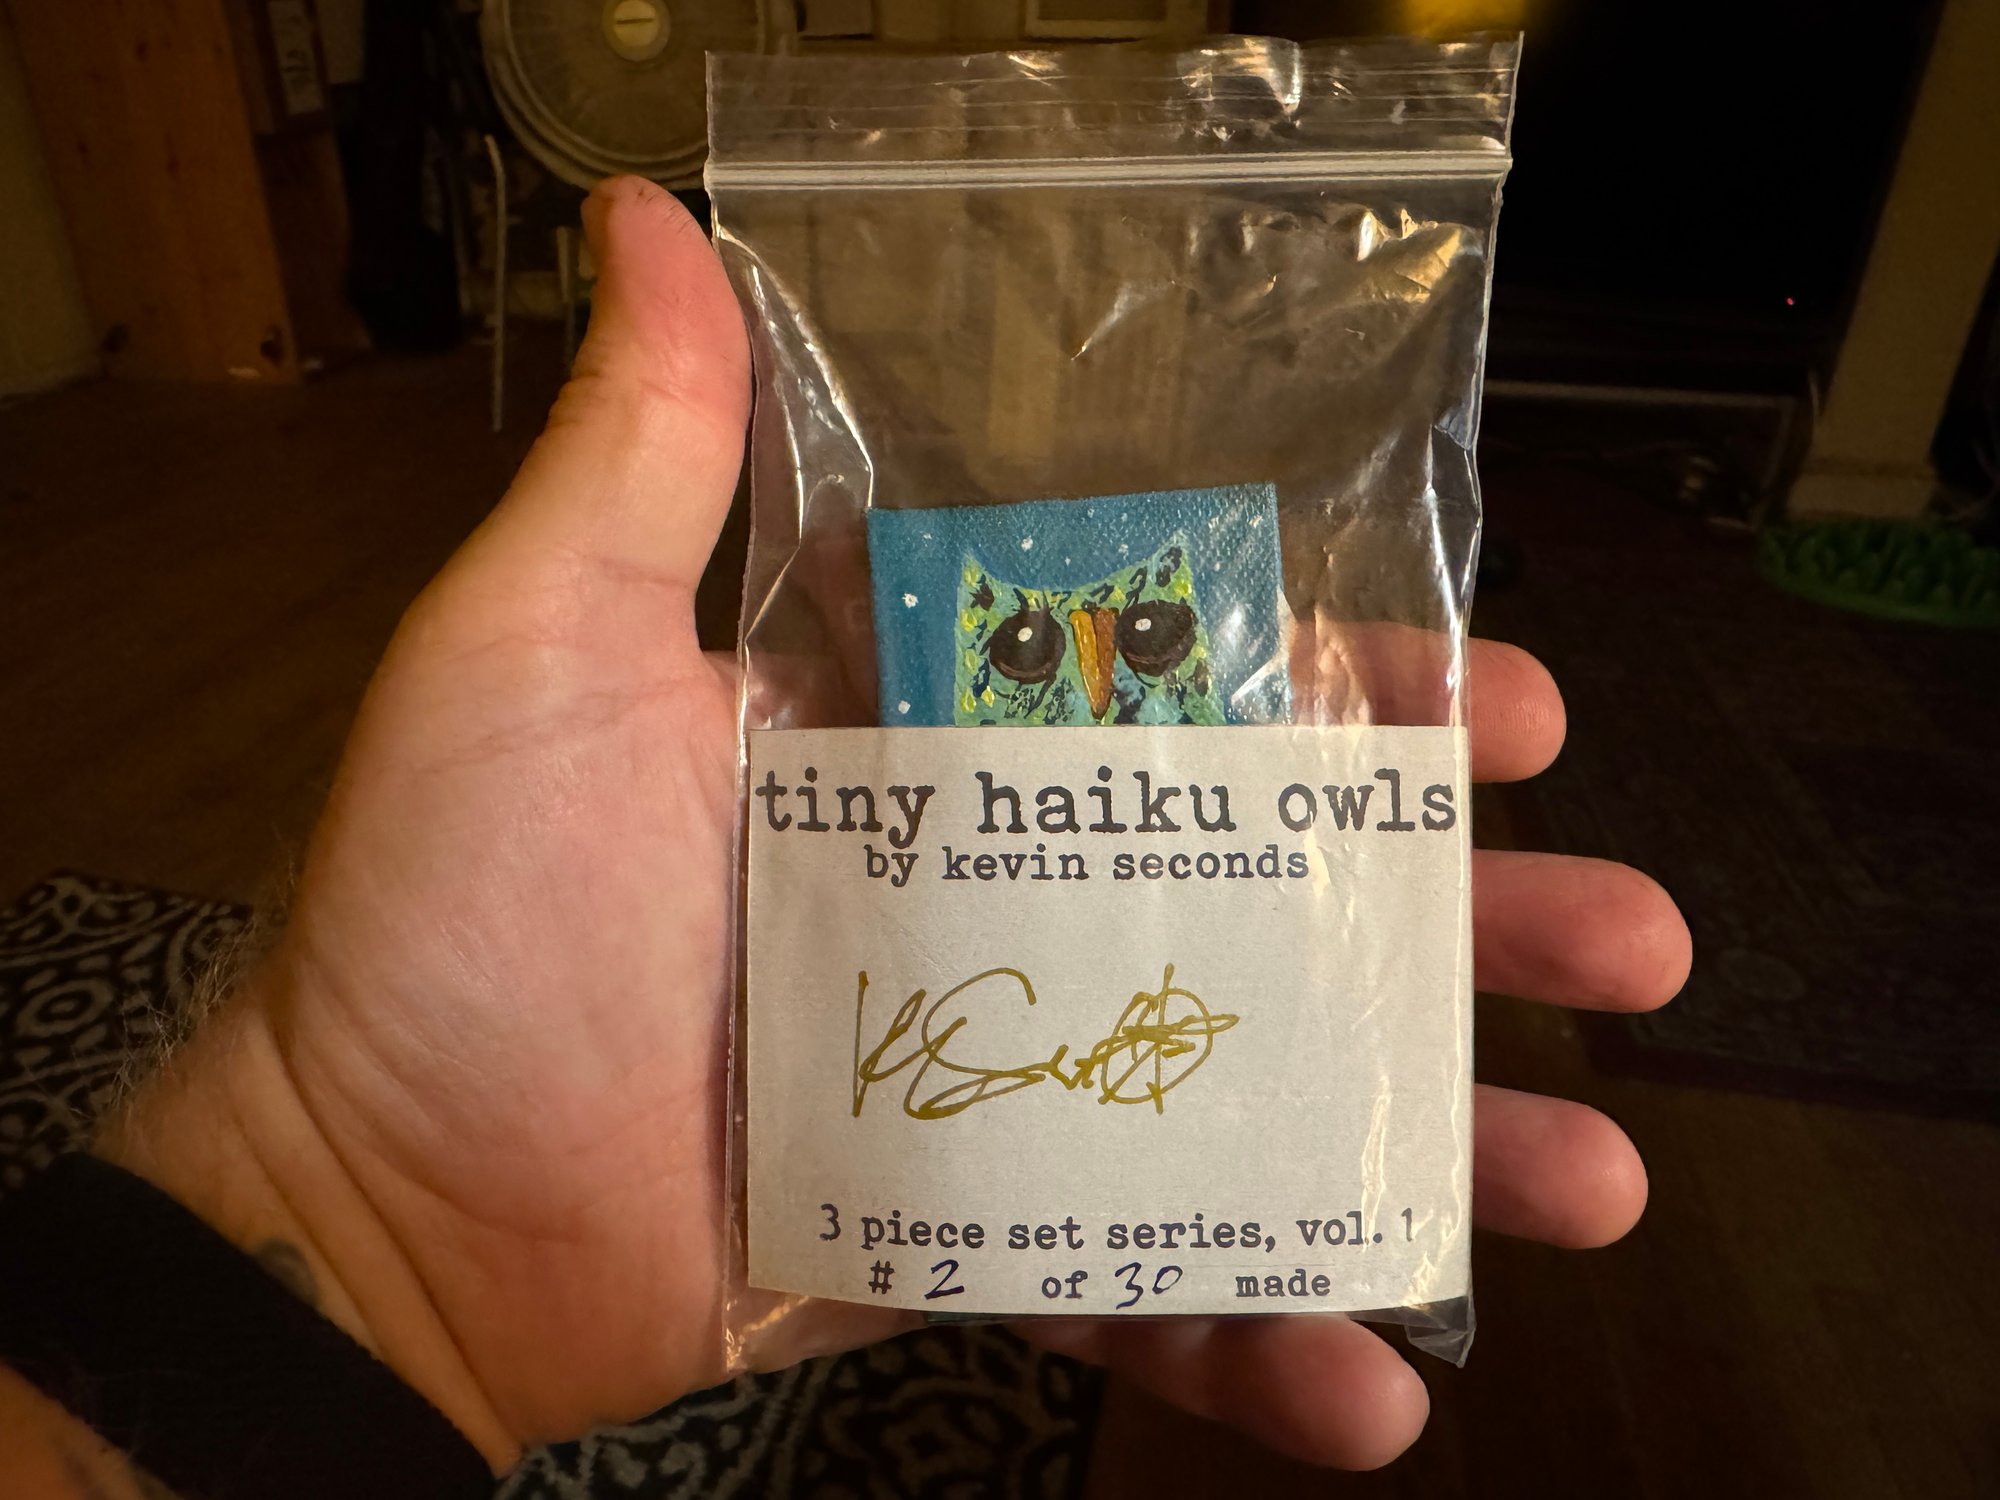 tiny haiku owls
by kevin seconds
3 piece set series, vol. 1
# 2 of 30 made